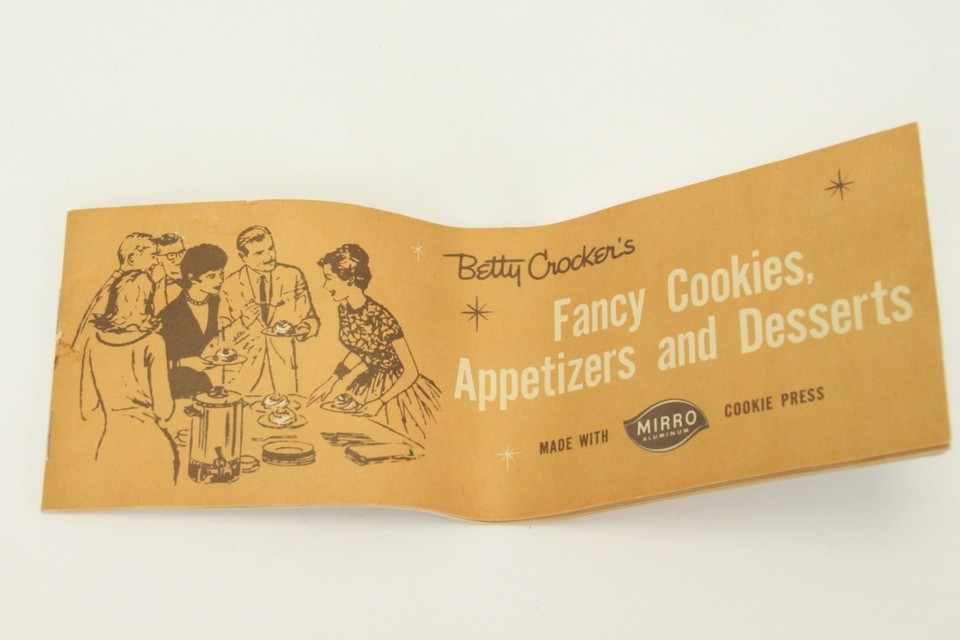 Betty Crocker's
Fancy Cookies,
Appetizers and Desserts
MADE WITH MIRRO ALUMINUM COOKIE PRESS